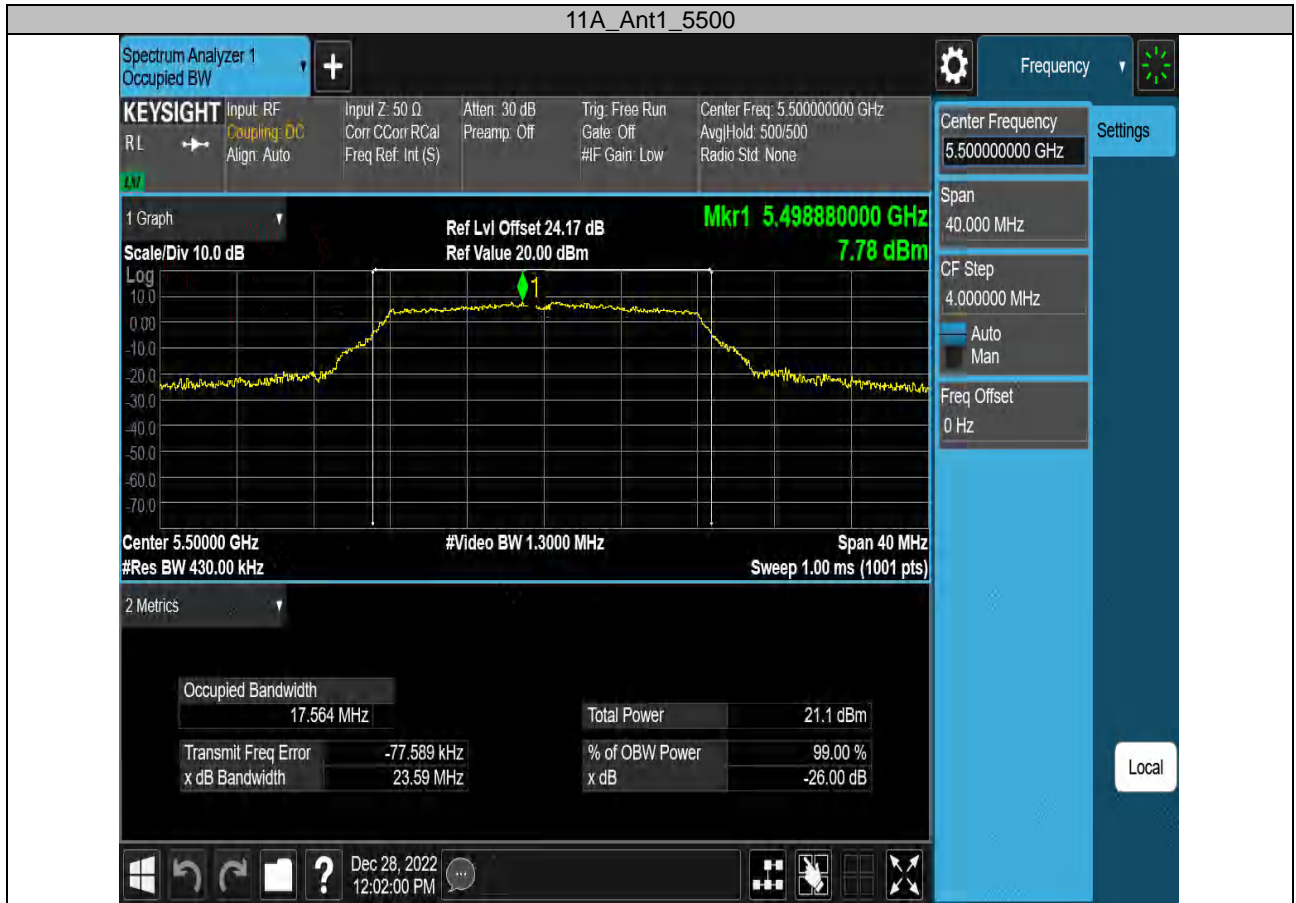 11A_Ant1_5500
Spectrum Analyzer 1
Occupied BW
+
Frequency
KEYSIGHT
RL
Input: RF
Coupling: DC
Align: Auto
Input Z: 50 Ω
Corr CCorr RCal
Freq Ref: Int (S)
Atten: 30 dB
Preamp: Off
Trig: Free Run
Gate: Off
#IF Gain: Low
Center Freq: 5.500000000 GHz
Avg|Hold: 500/500
Radio Std: None
Center Frequency
5.500000000 GHz
Settings
Span
40.000 MHz
CF Step
4.000000 MHz
Auto
Man
Freq Offset
0 Hz
1 Graph
Scale/Div 10.0 dB
Ref Lvl Offset 24.17 dB
Ref Value 20.00 dBm
Mkr1 5.498880000 GHz
7.78 dBm
Log
10.0
0.00
-10.0
-20.0
-30.0
-40.0
-50.0
-60.0
-70.0
1
Center 5.50000 GHz
#Video BW 1.3000 MHz
Span 40 MHz
#Res BW 430.00 kHz
Sweep 1.00 ms (1001 pts)
2 Metrics
Occupied Bandwidth
17.564 MHz
Total Power 21.1 dBm
Transmit Freq Error -77.589 kHz
% of OBW Power 99.00 %
x dB Bandwidth 23.59 MHz
x dB -26.00 dB
Local
?
Dec 28, 2022
12:02:00 PM